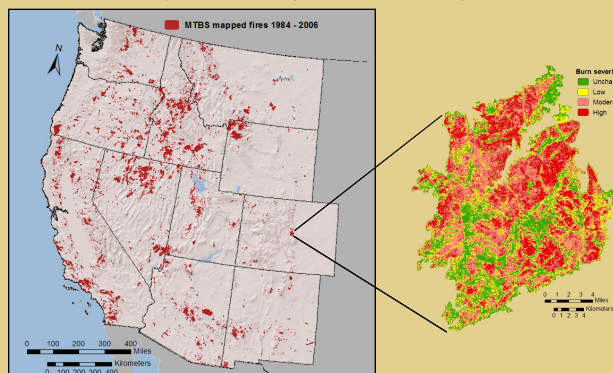 MTBS mapped fires 1984 - 2006
N
0 100 200 300 400
Miles
Kilometers
0 100 200 300 400
Burn severi
Uncha
Low
Moder
High
0 1 2 3 4
Miles
Kilometers
0 1 2 3 4